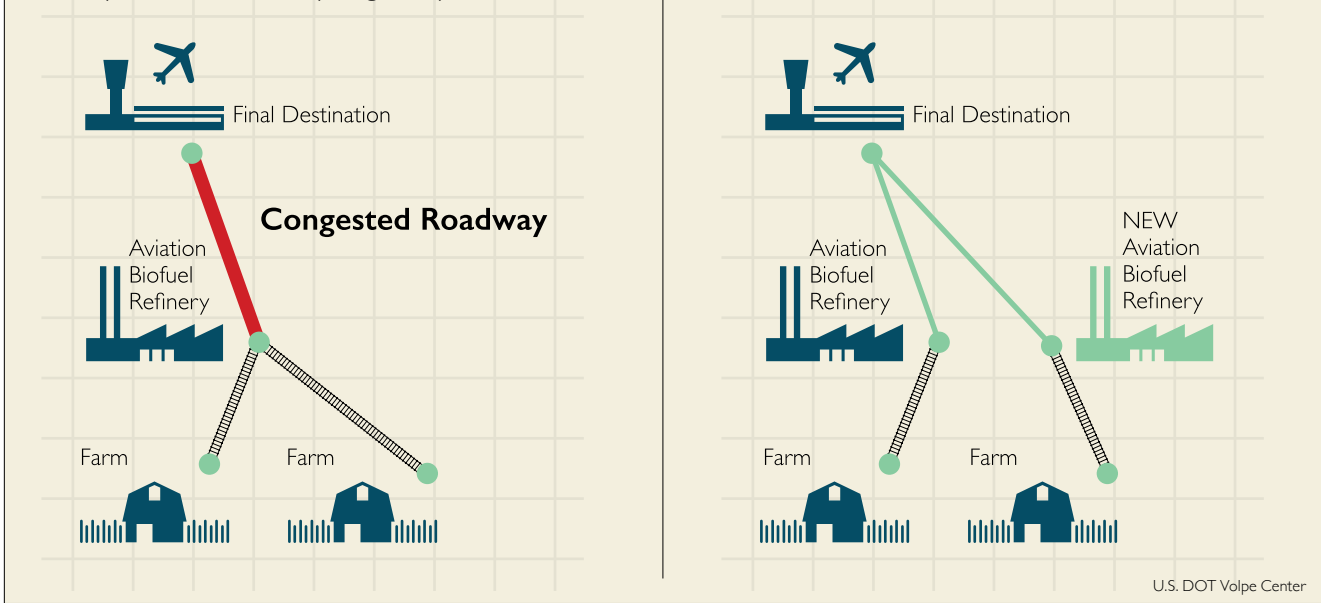 Final Destination
Congested Roadway
Aviation
Biofuel
Refinery
Farm
Farm
Final Destination
Aviation
Biofuel
Refinery
NEW
Aviation
Biofuel
Refinery
Farm
Farm
U.S. DOT Volpe Center